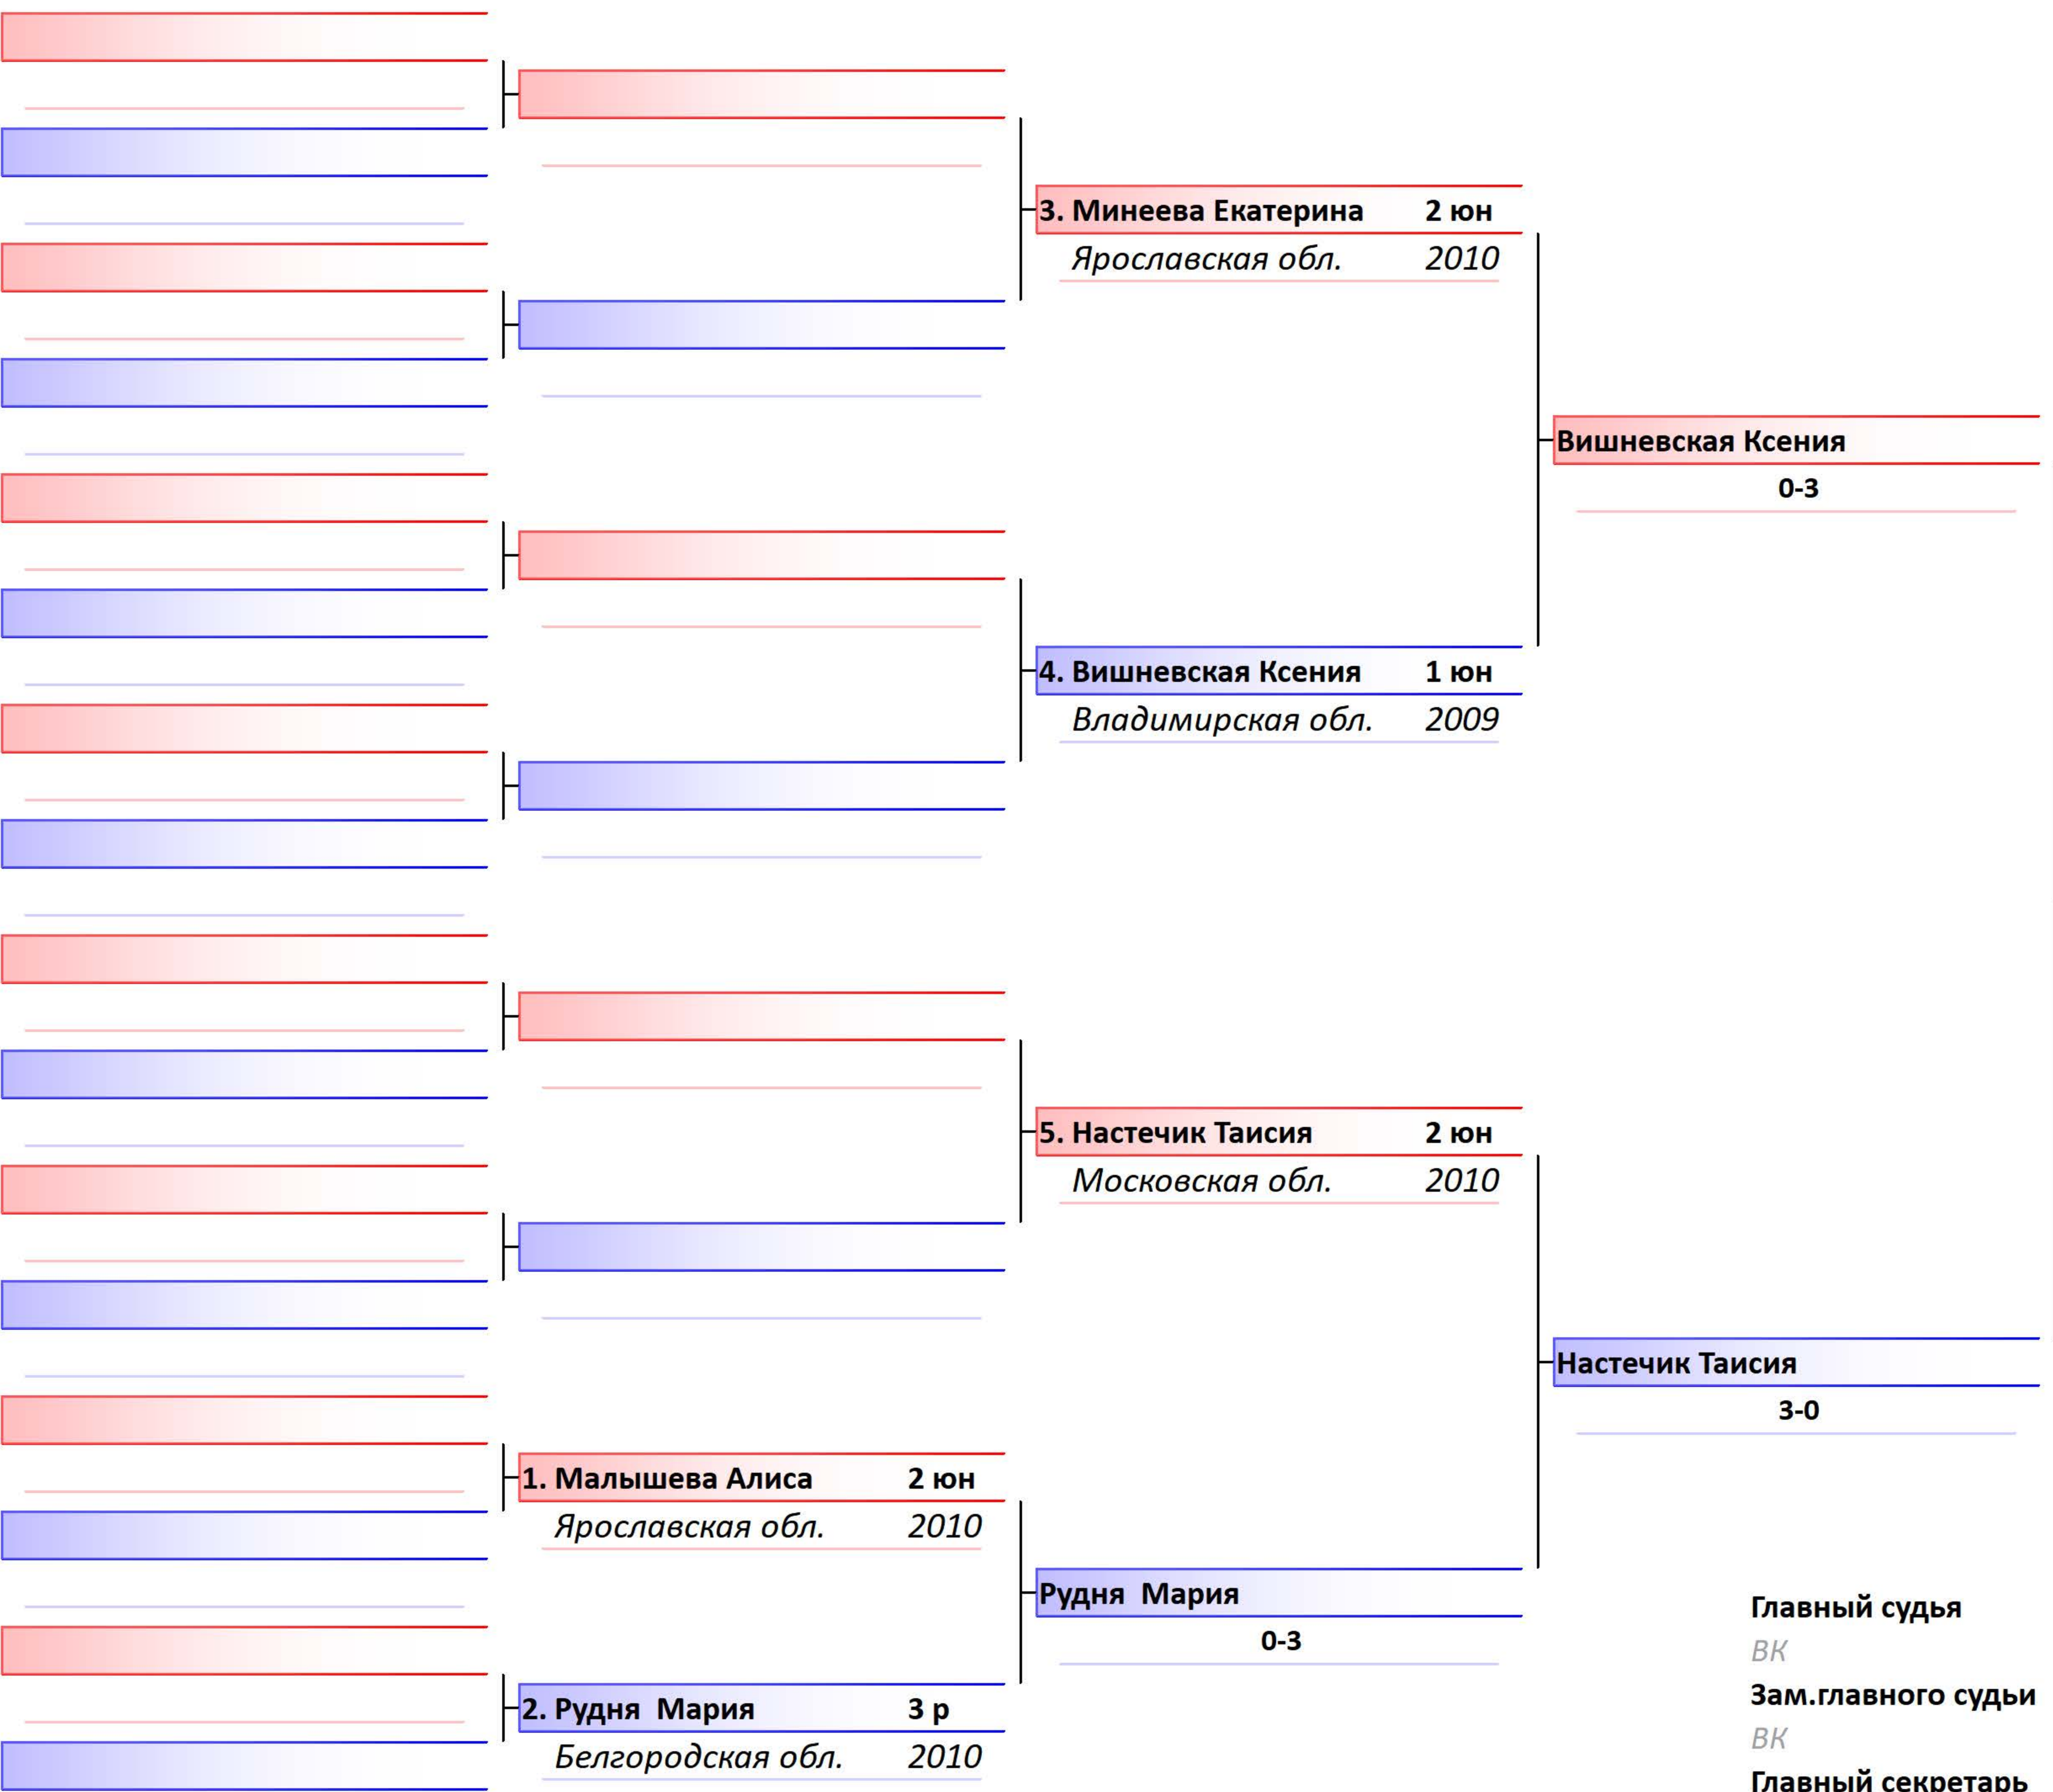 3. Минеева Екатерина 2 юн
Ярославская обл. 2010
Вишневская Ксения
0-3
4. Вишневская Ксения 1 юн
Владимирская обл. 2009
5. Настечик Таисия 2 юн
Московская обл. 2010
Настечик Таисия
3-0
1. Малышева Алиса 2 юн
Ярославская обл. 2010
Рудня Мария
0-3
2. Рудня Мария 3 р
Белгородская обл. 2010
Главный судья
ВК
Зам.главного судьи
ВК
Главный секретарь